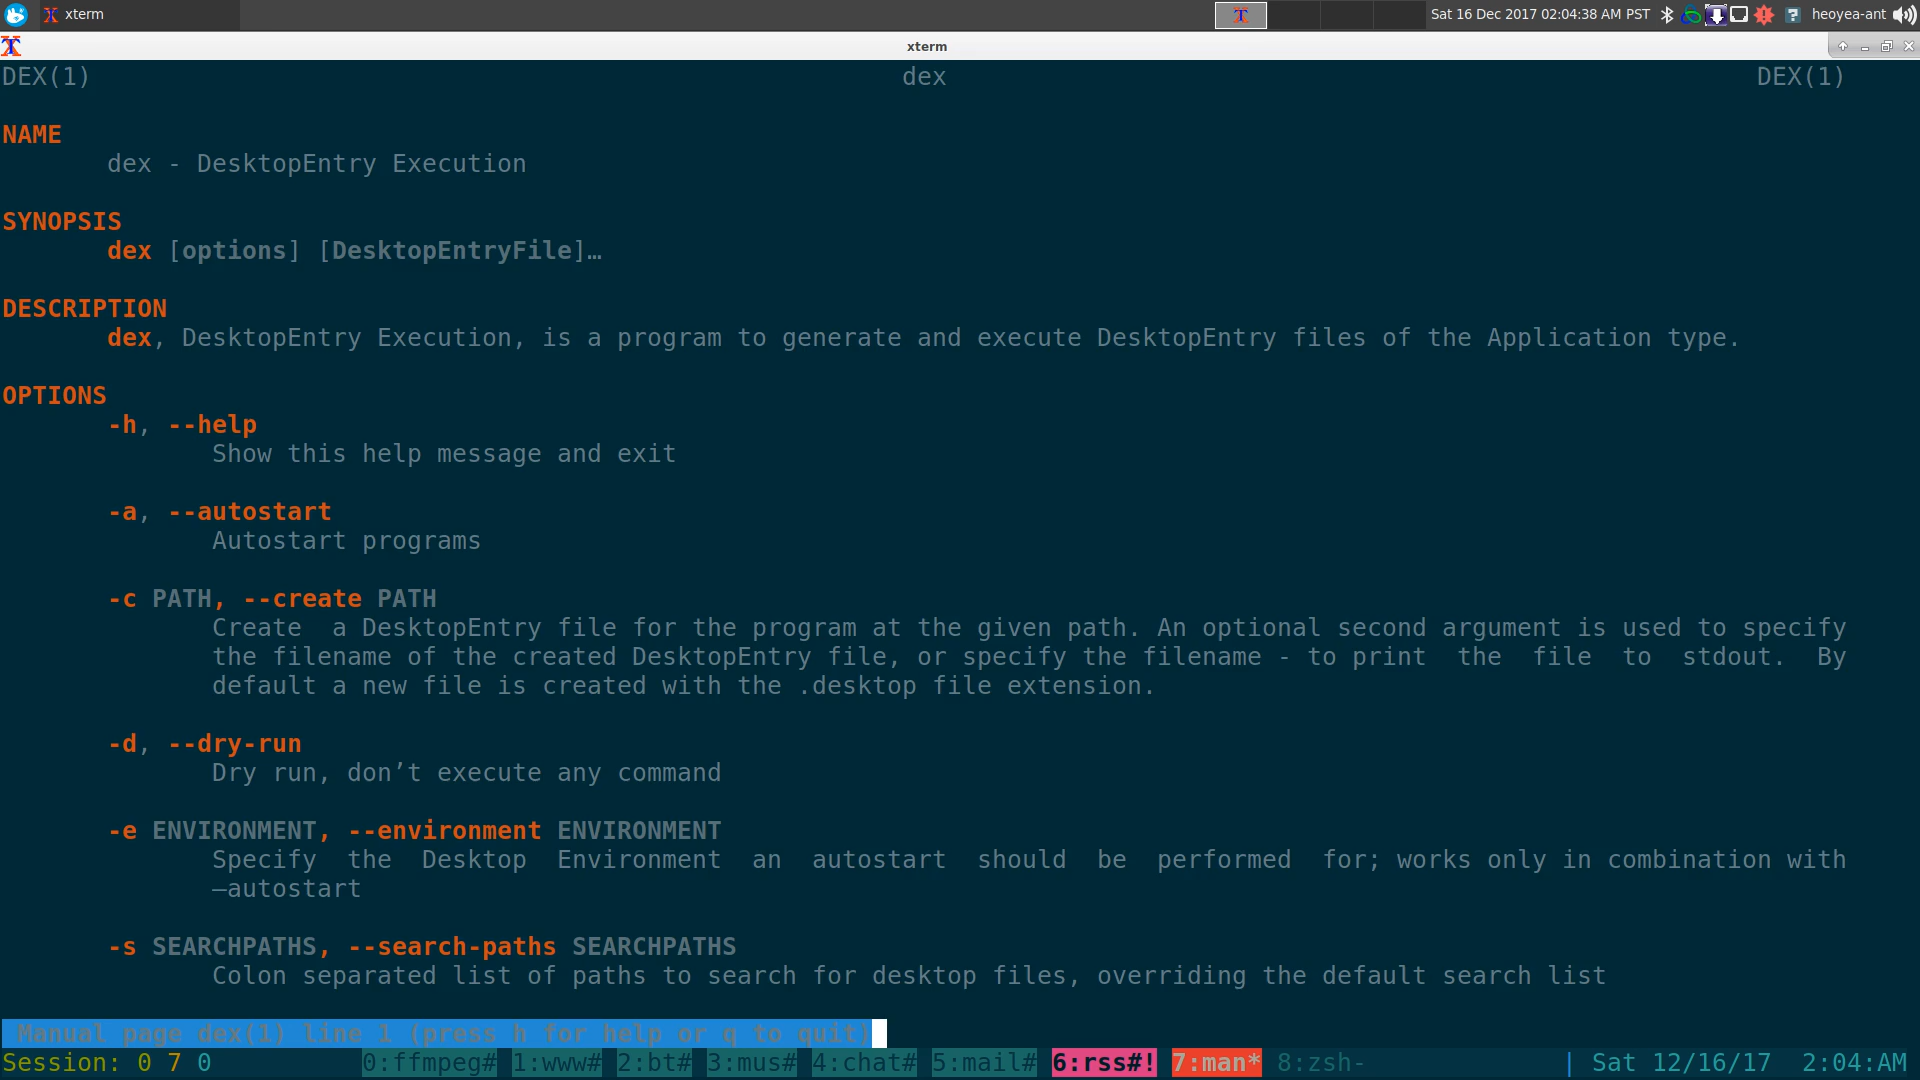 xterm Sat 16 Dec 2017 02:04:38 AM PST heoyea-ant
xterm
DEX(1) dex DEX(1)
NAME
dex - DesktopEntry Execution
SYNOPSIS
dex [options] [DesktopEntryFile]…
DESCRIPTION
dex, DesktopEntry Execution, is a program to generate and execute DesktopEntry files of the Application type.
OPTIONS
-h, --help
Show this help message and exit
-a, --autostart
Autostart programs
-c PATH, --create PATH
Create a DesktopEntry file for the program at the given path. An optional second argument is used to specify
the filename of the created DesktopEntry file, or specify the filename - to print the file to stdout. By
default a new file is created with the .desktop file extension.
-d, --dry-run
Dry run, don’t execute any command
-e ENVIRONMENT, --environment ENVIRONMENT
Specify the Desktop Environment an autostart should be performed for; works only in combination with
—autostart
-s SEARCHPATHS, --search-paths SEARCHPATHS
Colon separated list of paths to search for desktop files, overriding the default search list
Manual page dex(1) line 1 (press h for help or q to quit)
Session: 0 7 0 0:ffmpeg# 1:www# 2:bt# 3:mus# 4:chat# 5:mail# 6:rss#! 7:man* 8:zsh- | Sat 12/16/17 2:04:AM